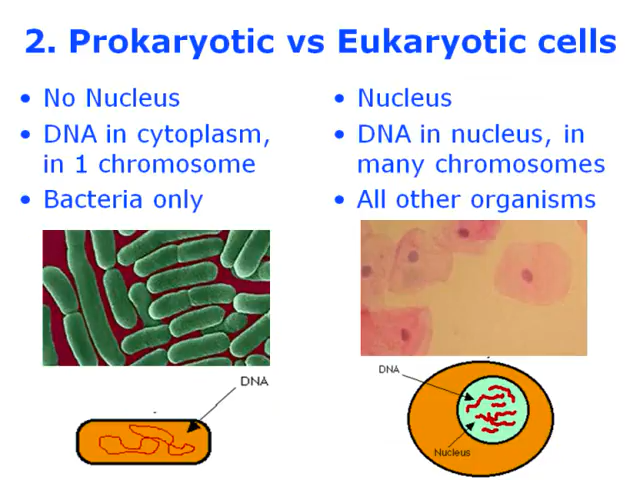 2. Prokaryotic vs Eukaryotic cells
• No Nucleus
• DNA in cytoplasm,
in 1 chromosome
• Bacteria only
• Nucleus
• DNA in nucleus, in
many chromosomes
• All other organisms
DNA
DNA
Nucleus